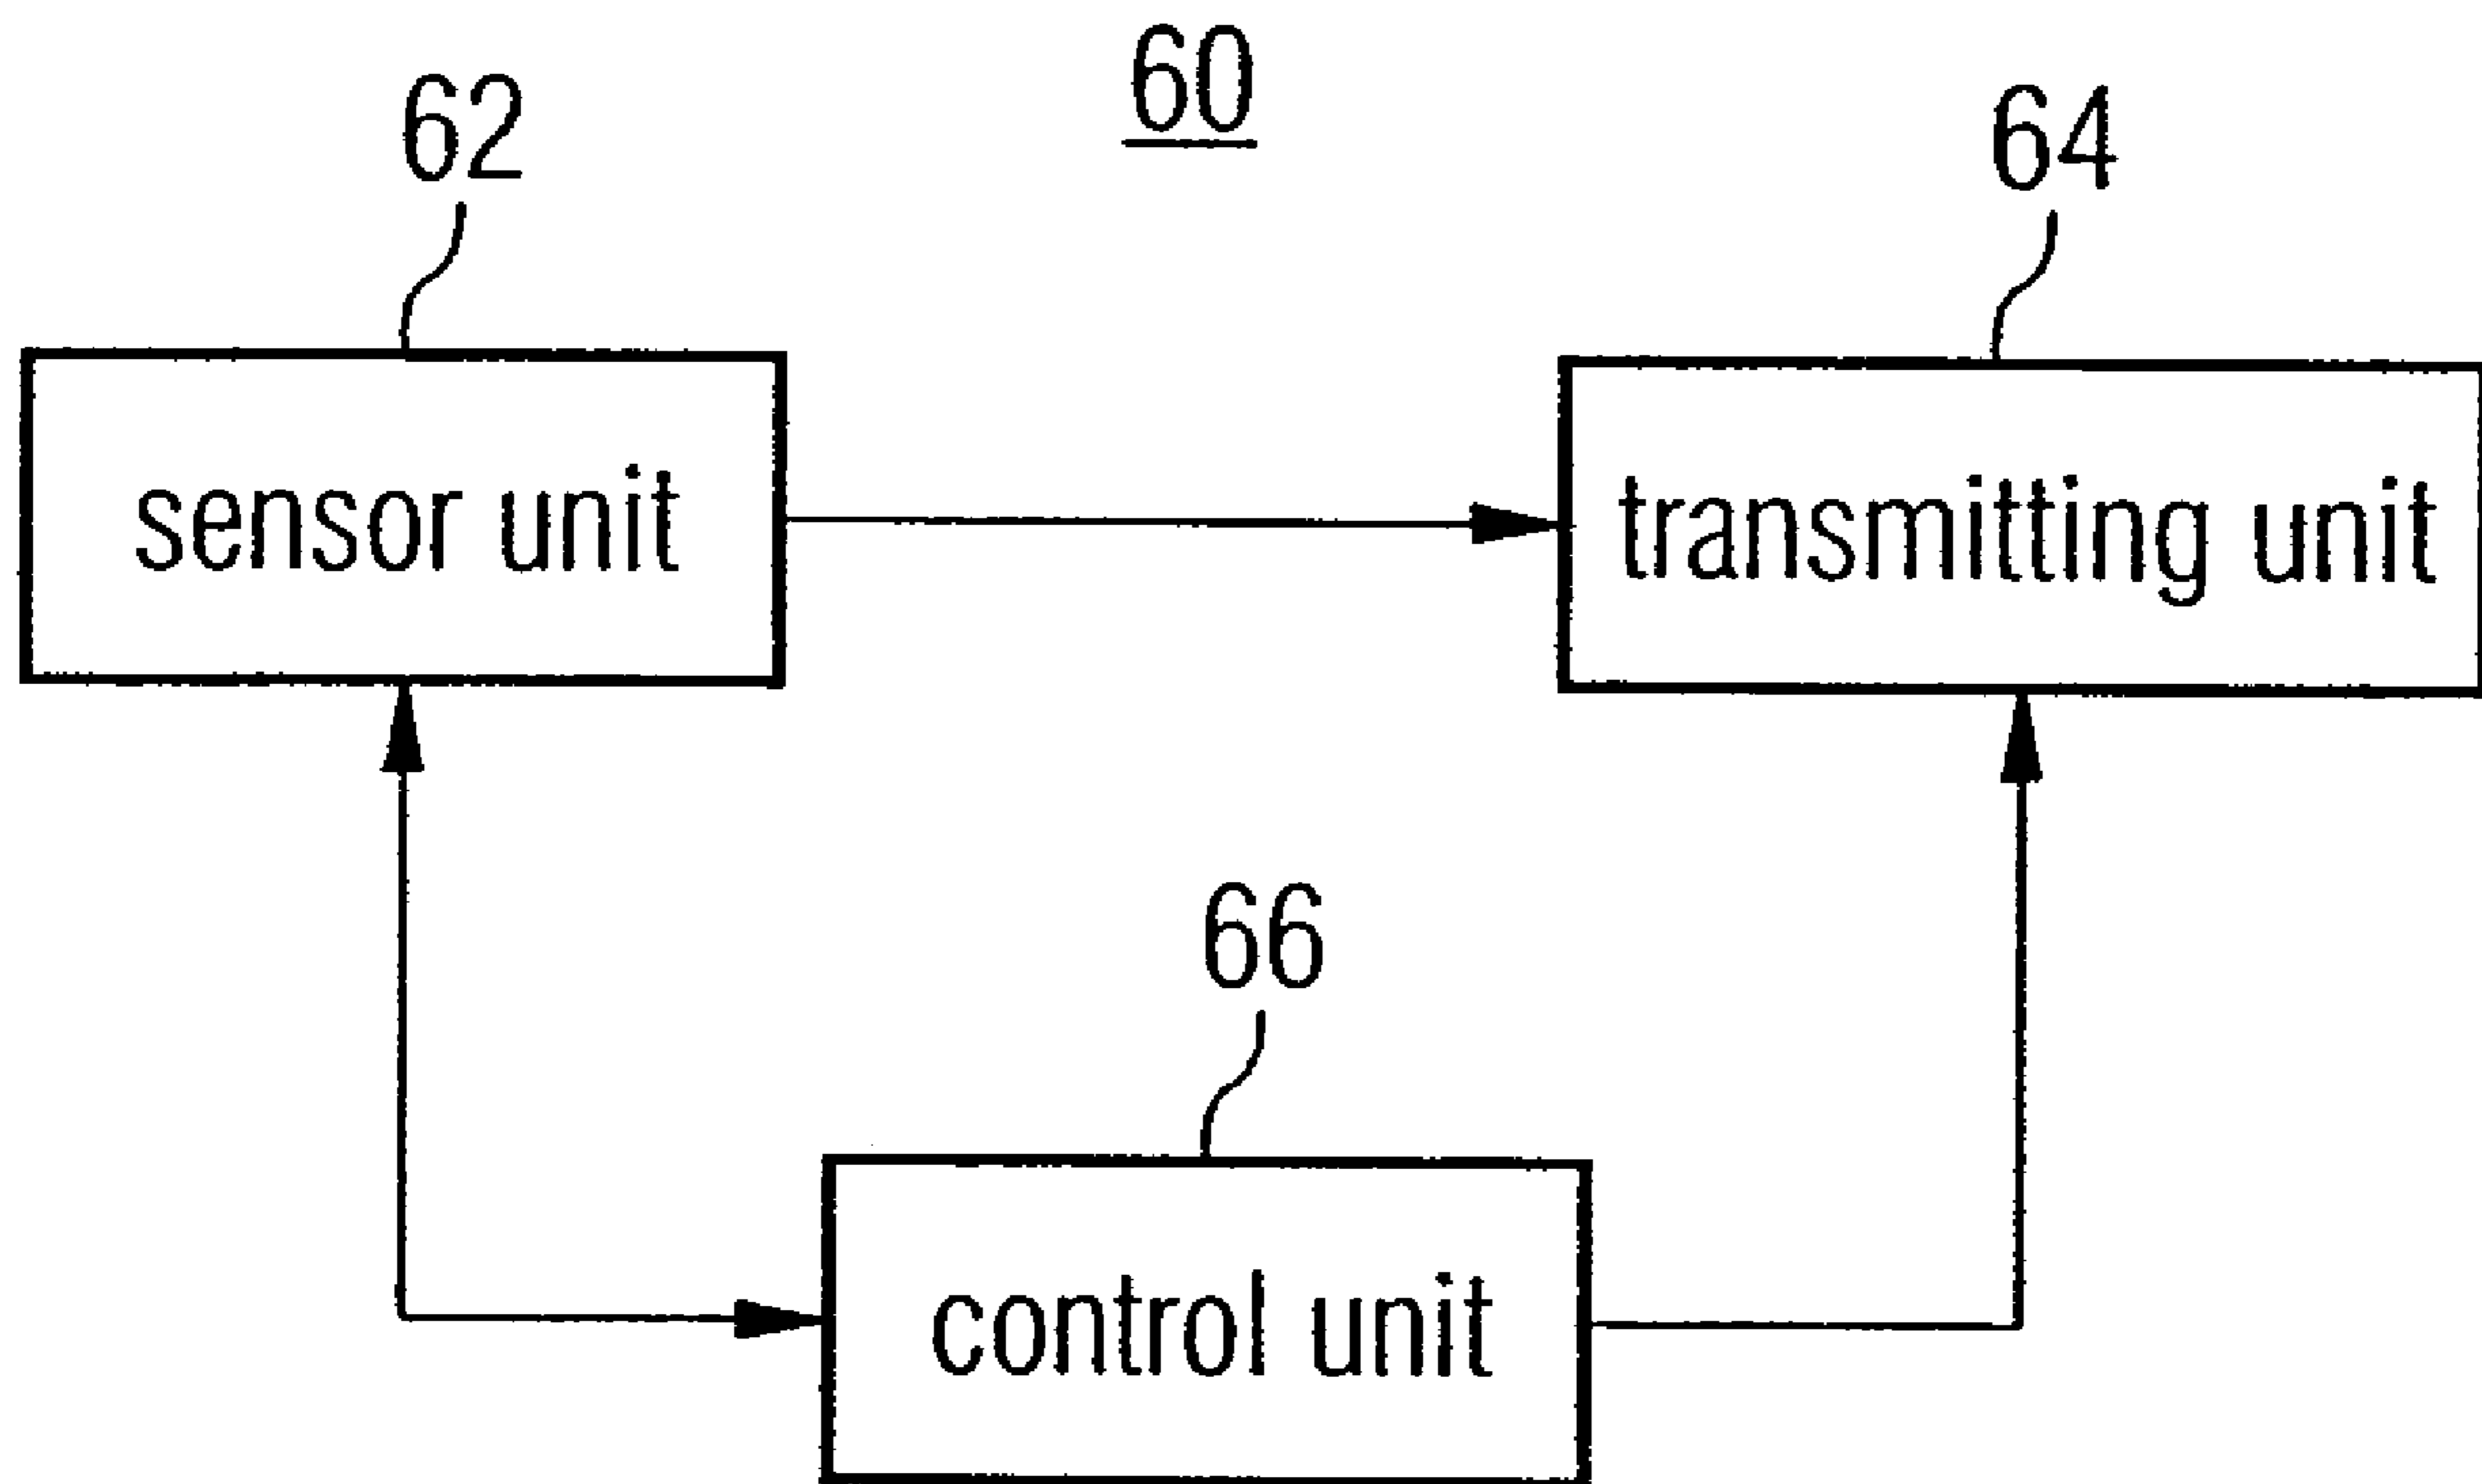 60
62
64
sensor unit
transmitting unit
66
control unit